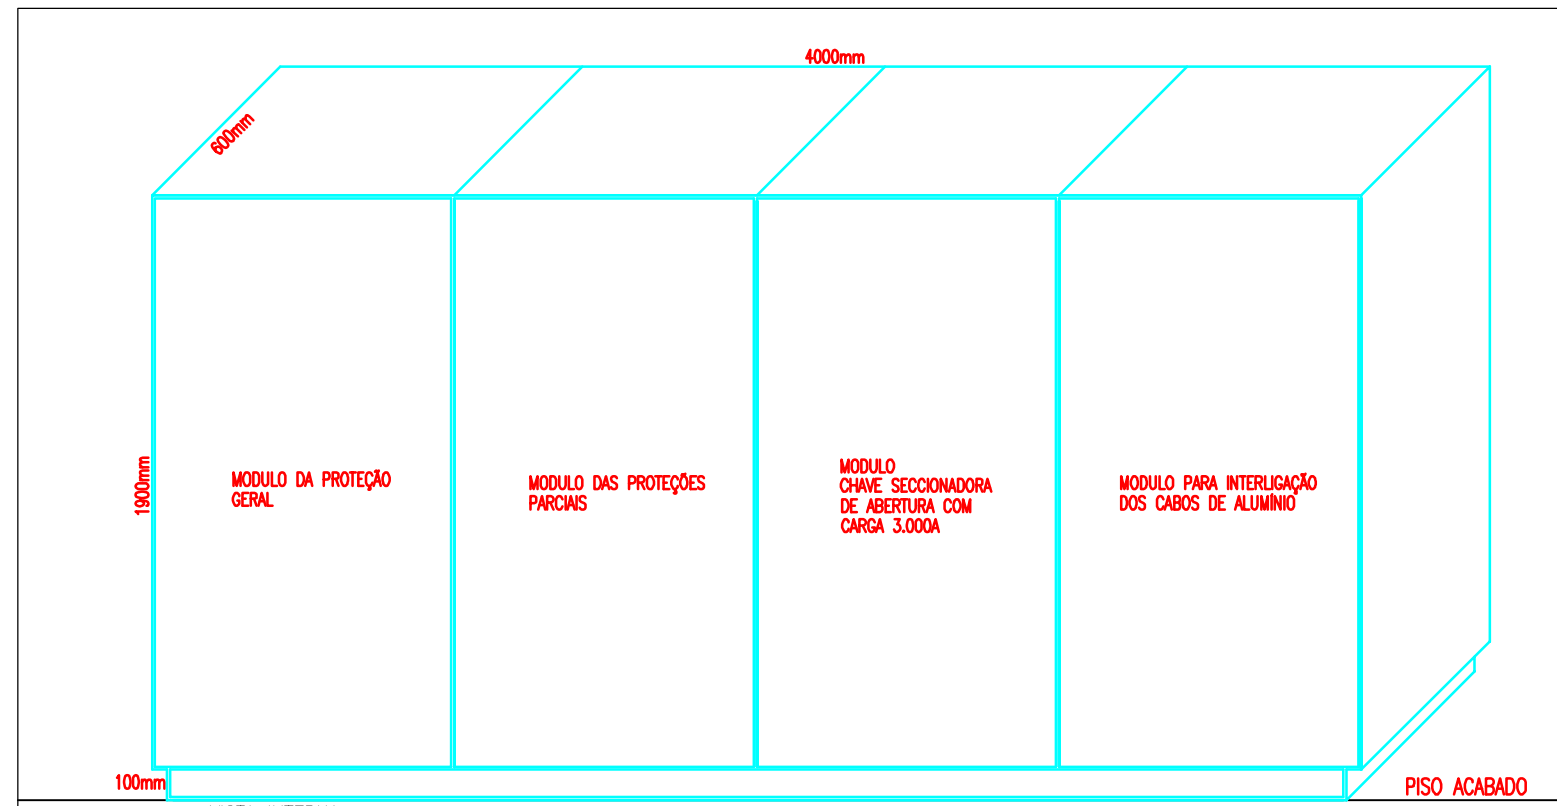 4000mm
600mm
1900mm
MODULO DA PROTEÇÃO
GERAL
MODULO DAS PROTEÇÕES
PARCIAIS
MODULO
CHAVE SECCIONADORA
DE ABERTURA COM
CARGA 3.000A
MODULO PARA INTERLIGAÇÃO
DOS CABOS DE ALUMÍNIO
100mm
PISO ACABADO